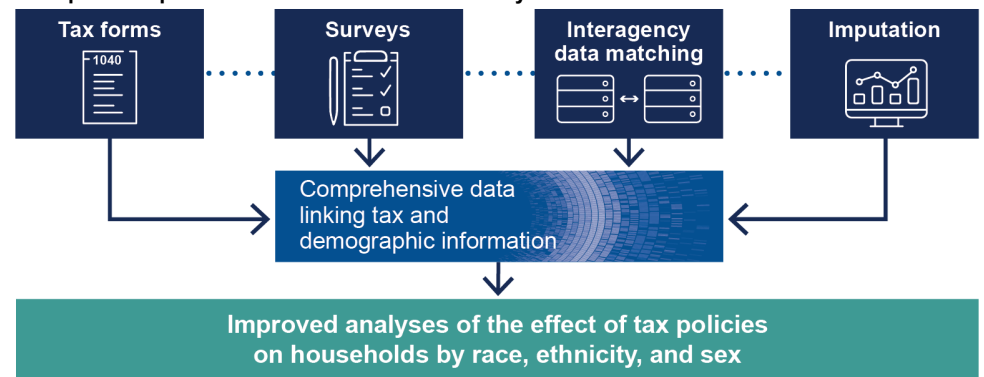 Tax forms
1040
Surveys
Interagency
data matching
Imputation
Comprehensive data
linking tax and
demographic information
Improved analyses of the effect of tax policies
on households by race, ethnicity, and sex